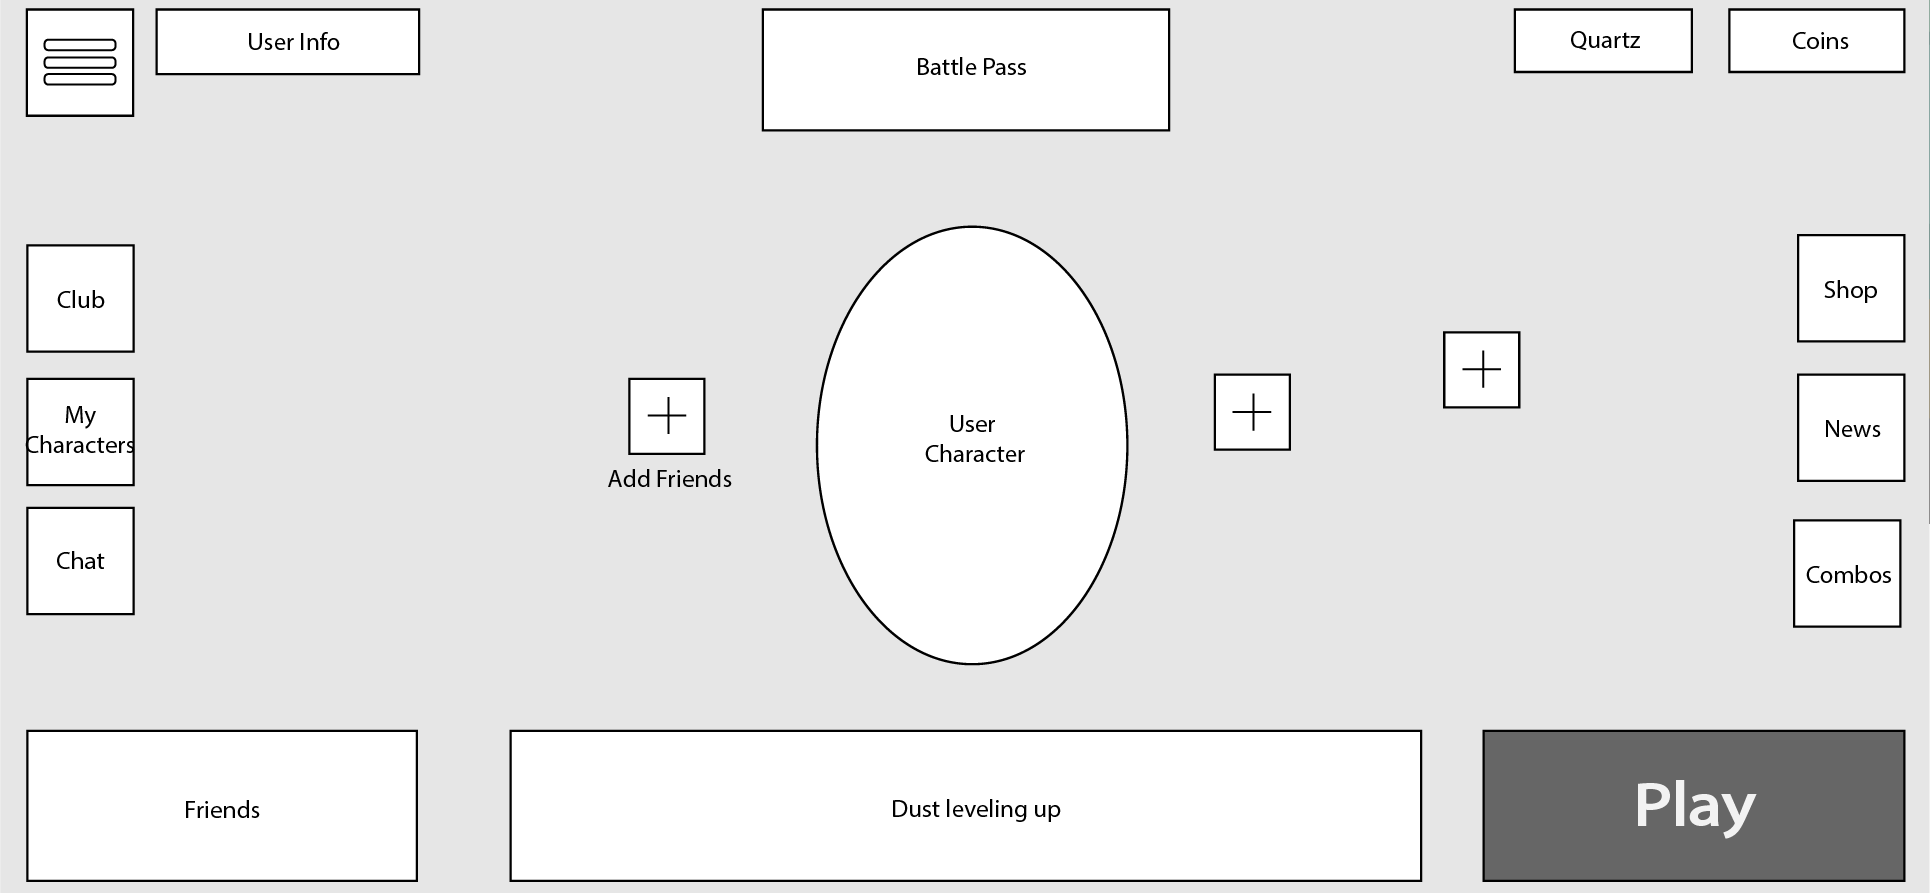 User Info
Battle Pass
Quartz
Coins
Club
My
Characters
Chat
Add Friends
User
Character
Shop
News
Combos
Friends
Dust leveling up
Play